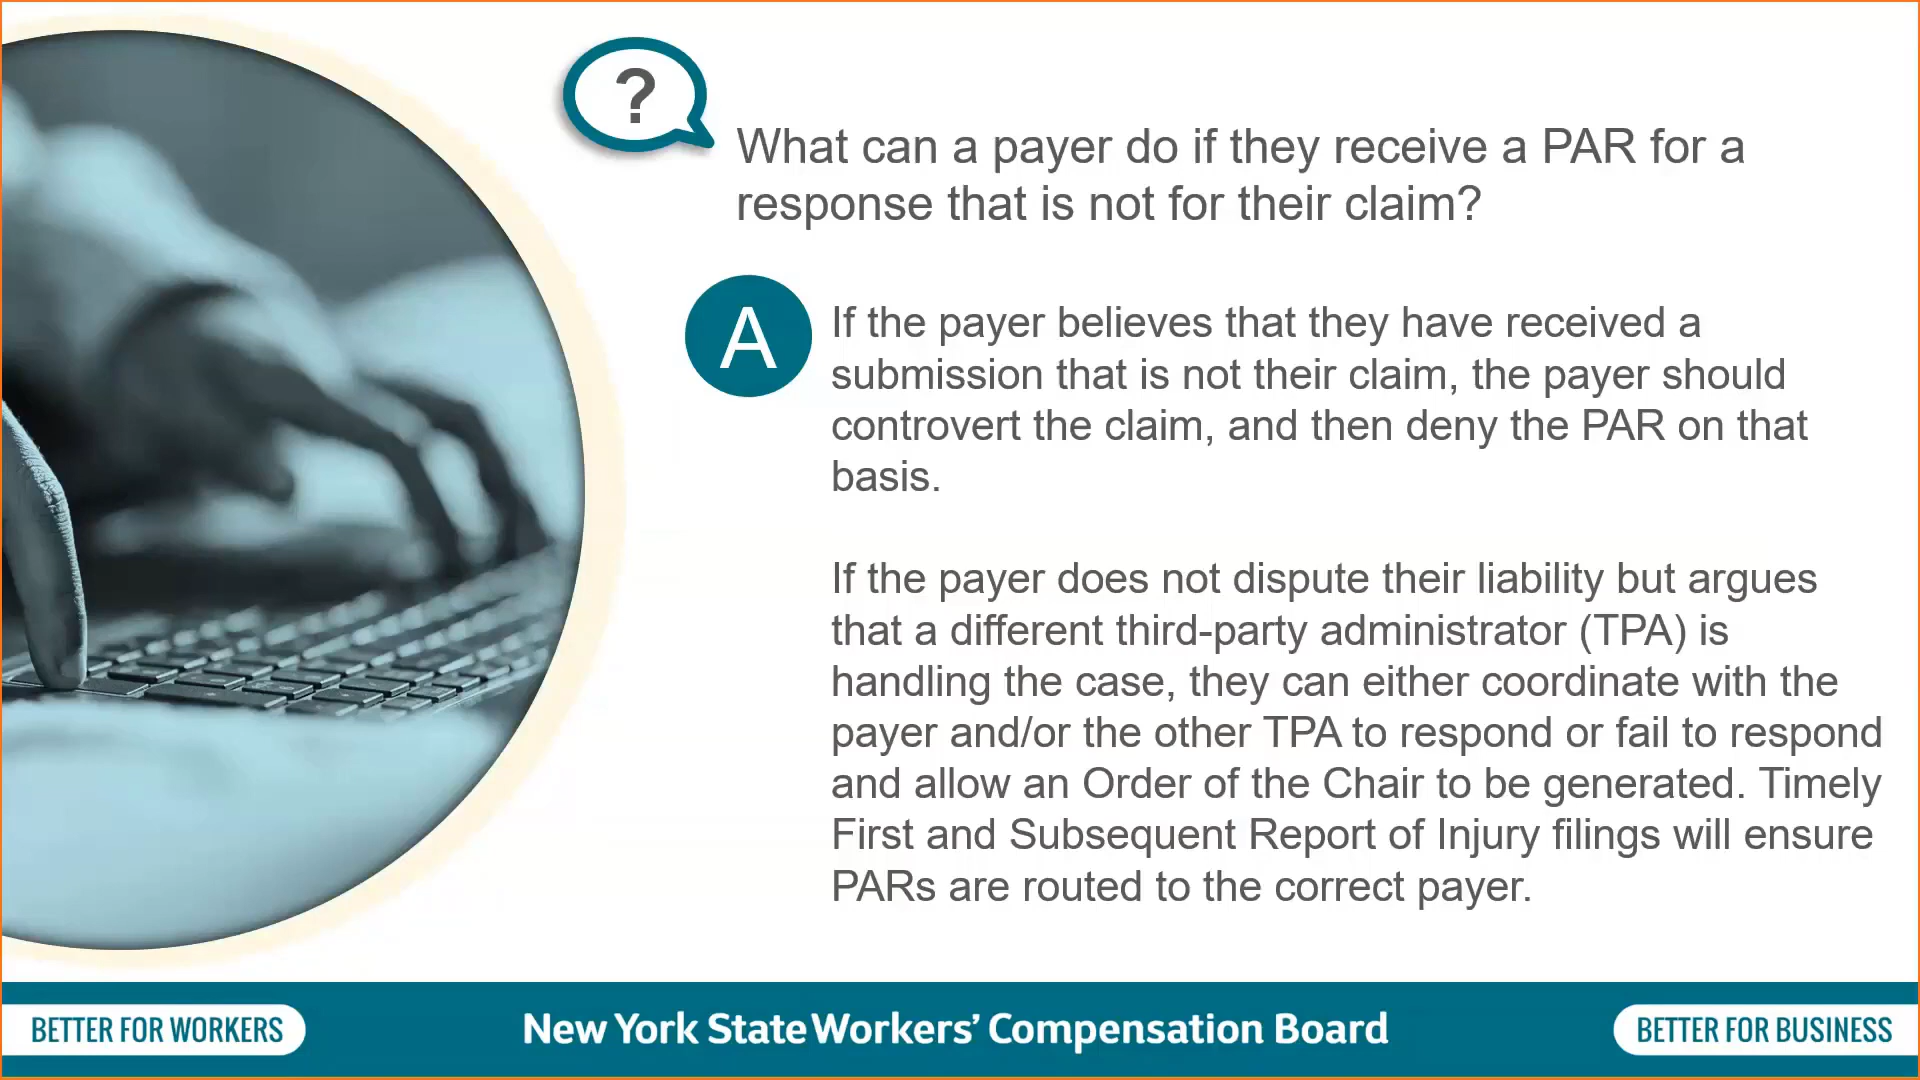 ?
What can a payer do if they receive a PAR for a
response that is not for their claim?
A
If the payer believes that they have received a
submission that is not their claim, the payer should
controvert the claim, and then deny the PAR on that
basis.
If the payer does not dispute their liability but argues
that a different third-party administrator (TPA) is
handling the case, they can either coordinate with the
payer and/or the other TPA to respond or fail to respond
and allow an Order of the Chair to be generated. Timely
First and Subsequent Report of Injury filings will ensure
PARs are routed to the correct payer.
BETTER FOR WORKERS
New York State Workers’ Compensation Board
BETTER FOR BUSINESS